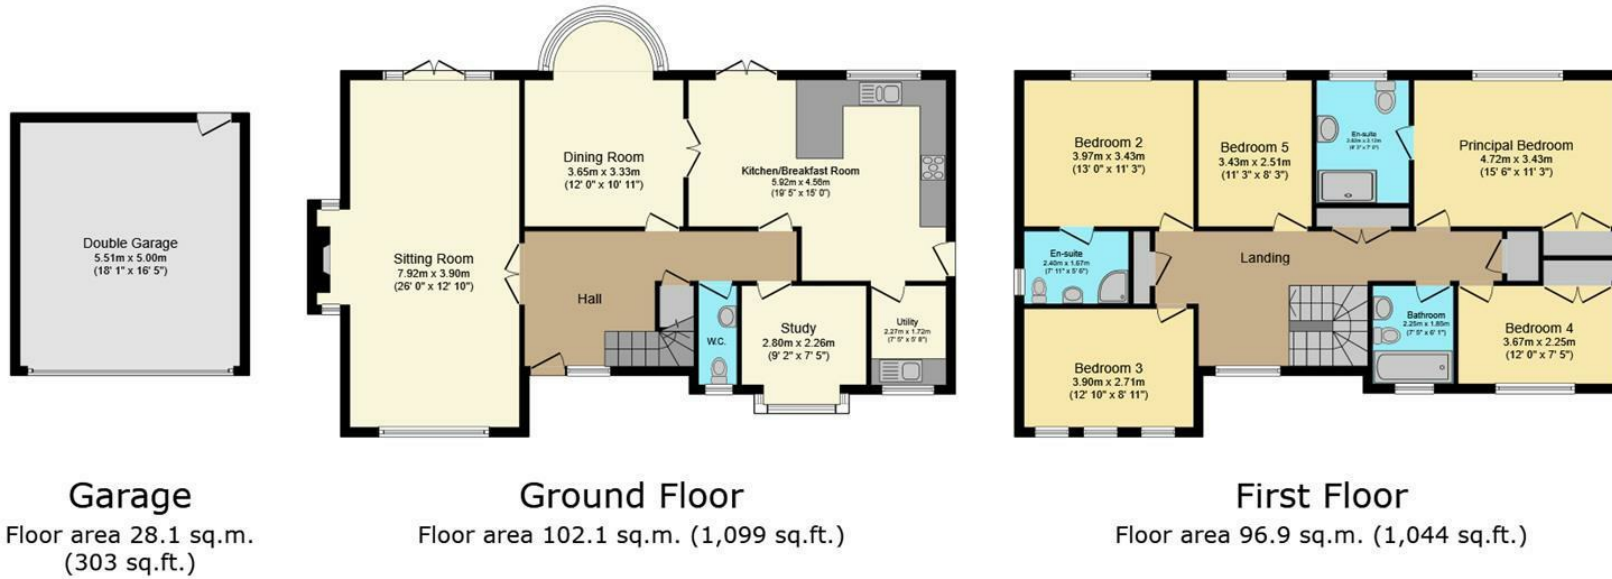 Double Garage
5.51m x 5.00m
(18' 1" x 16' 5")
Garage
Floor area 28.1 sq.m.
(303 sq.ft.)
Sitting Room
7.92m x 3.90m
(26' 0" x 12' 10")
Dining Room
3.65m x 3.33m
(12' 0" x 10' 11")
Kitchen/Breakfast Room
5.92m x 4.56m
(19' 5" x 15' 0")
Hall
W.C.
Study
2.80m x 2.26m
(9' 2" x 7' 5")
Utility
2.27m x 1.72m
(7' 5" x 5' 8")
Ground Floor
Floor area 102.1 sq.m. (1,099 sq.ft.)
Bedroom 2
3.97m x 3.43m
(13' 0" x 11' 3")
Bedroom 5
3.43m x 2.51m
(11' 3" x 8' 3")
En-suite
Principal Bedroom
4.72m x 3.43m
(15' 6" x 11' 3")
En-suite
2.40m x 1.67m
(7' 11" x 5' 6")
Landing
Bedroom 3
3.90m x 2.71m
(12' 10" x 8' 11")
Bathroom
2.25m x 1.85m
(7' 5" x 6' 1")
Bedroom 4
3.67m x 2.25m
(12' 0" x 7' 5")
First Floor
Floor area 96.9 sq.m. (1,044 sq.ft.)